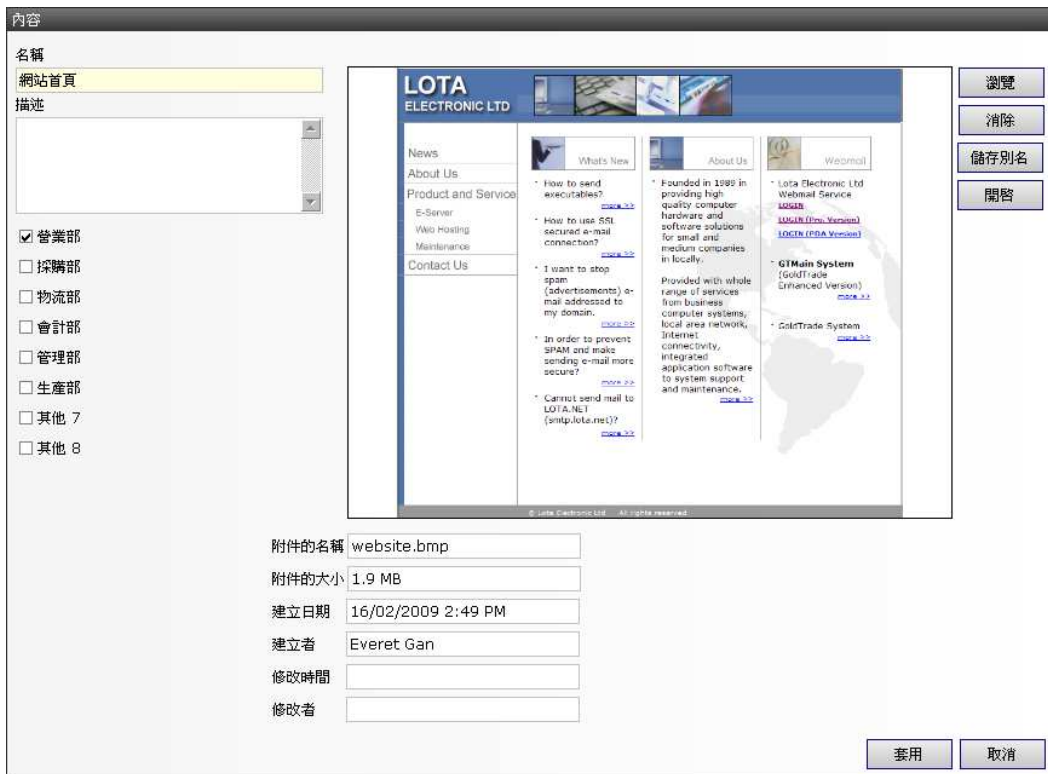 內容
名稱
網站首頁
描述
營業部
採購部
物流部
會計部
管理部
生產部
其他 7
其他 8
LOTA
ELECTRONIC LTD
News
About Us
Product and Service
E-Server
Web Hosting
Maintenance
Contact Us
What's New
How to send
executables?
more >>
How to use SSL
secured e-mail
connection?
more >>
I want to stop
spam
(advertisements) e-
mail addressed to
my domain.
more >>
In order to prevent
SPAM and make
sending e-mail more
secure?
more >>
Cannot send mail to
LOTA.NET
(smtp.lota.net)?
more >>
About Us
Founded in 1989 in
providing high
quality computer
hardware and
software solutions
for small and
medium companies
in locally.
Provided with whole
range of services
from business
computer systems,
local area network,
Internet
connectivity,
integrated
application software
to system support
and maintenance.
more >>
Webmail
Lota Electronic Ltd
Webmail Service
LOGIN
LOGIN (Pro. Version)
LOGIN (PDA Version)
GTMain System
(GoldTrade
Enhanced Version)
more >>
GoldTrade System
more >>
© Lota Electronic Ltd All rights reserved
瀏覽
消除
儲存別名
開啓
附件的名稱 website.bmp
附件的大小 1.9 MB
建立日期 16/02/2009 2:49 PM
建立者 Everet Gan
修改時間
修改者
套用
取消